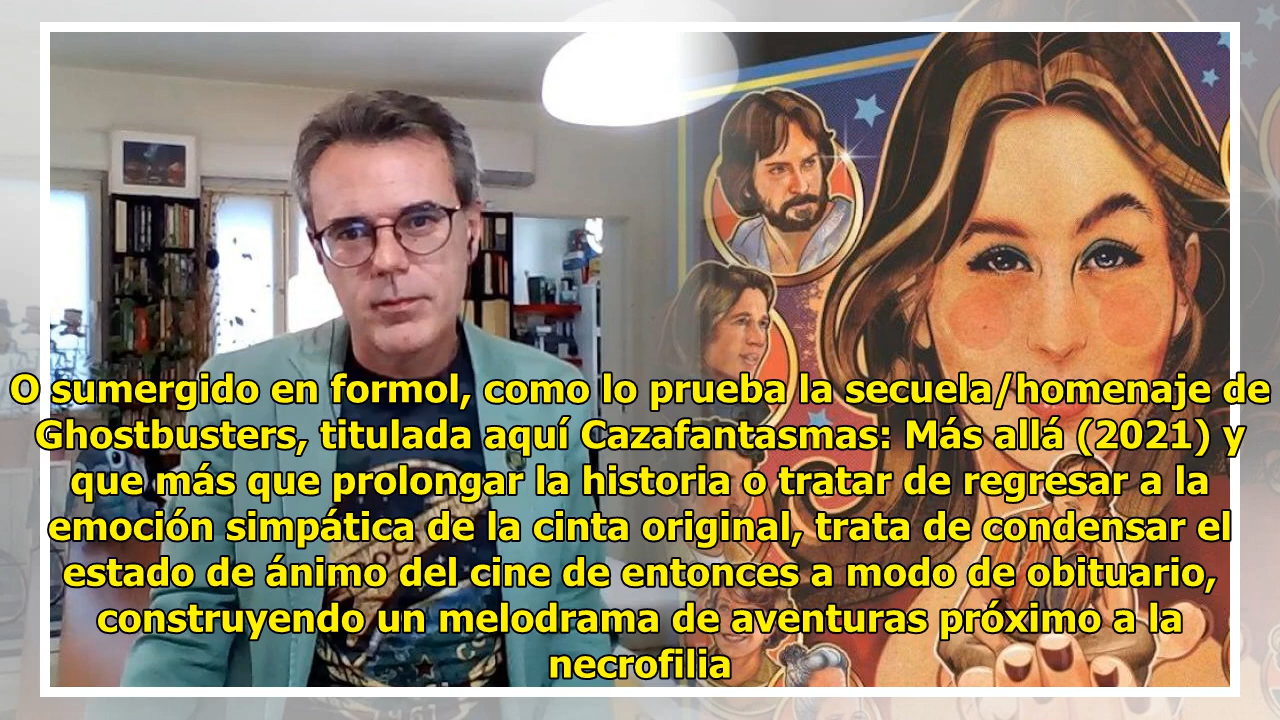 O sumergido en formol, como lo prueba la secuela/homenaje de
Ghostbusters, titulada aquí Cazafantasmas: Más allá (2021) y
que más que prolongar la historia o tratar de regresar a la
emoción simpática de la cinta original, trata de condensar el
estado de ánimo del cine de entonces a modo de obituario,
construyendo un melodrama de aventuras próximo a la
necrofilia